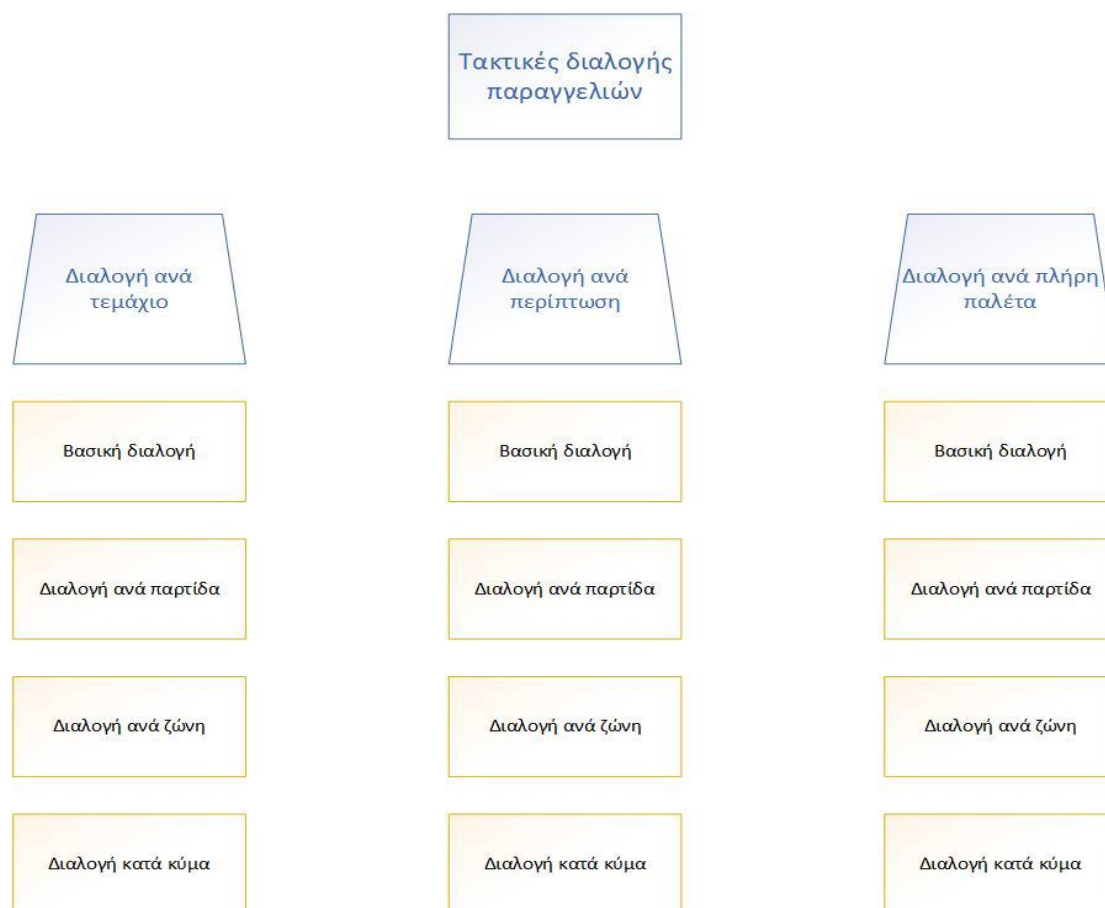 Τακτικές διαλογής
παραγγελιών
Διαλογή ανά
τεμάχιο
Διαλογή ανά
περίπτωση
Διαλογή ανά πλήρη
παλέτα
Βασική διαλογή
Βασική διαλογή
Βασική διαλογή
Διαλογή ανά παρτίδα
Διαλογή ανά παρτίδα
Διαλογή ανά παρτίδα
Διαλογή ανά ζώνη
Διαλογή ανά ζώνη
Διαλογή ανά ζώνη
Διαλογή κατά κύμα
Διαλογή κατά κύμα
Διαλογή κατά κύμα